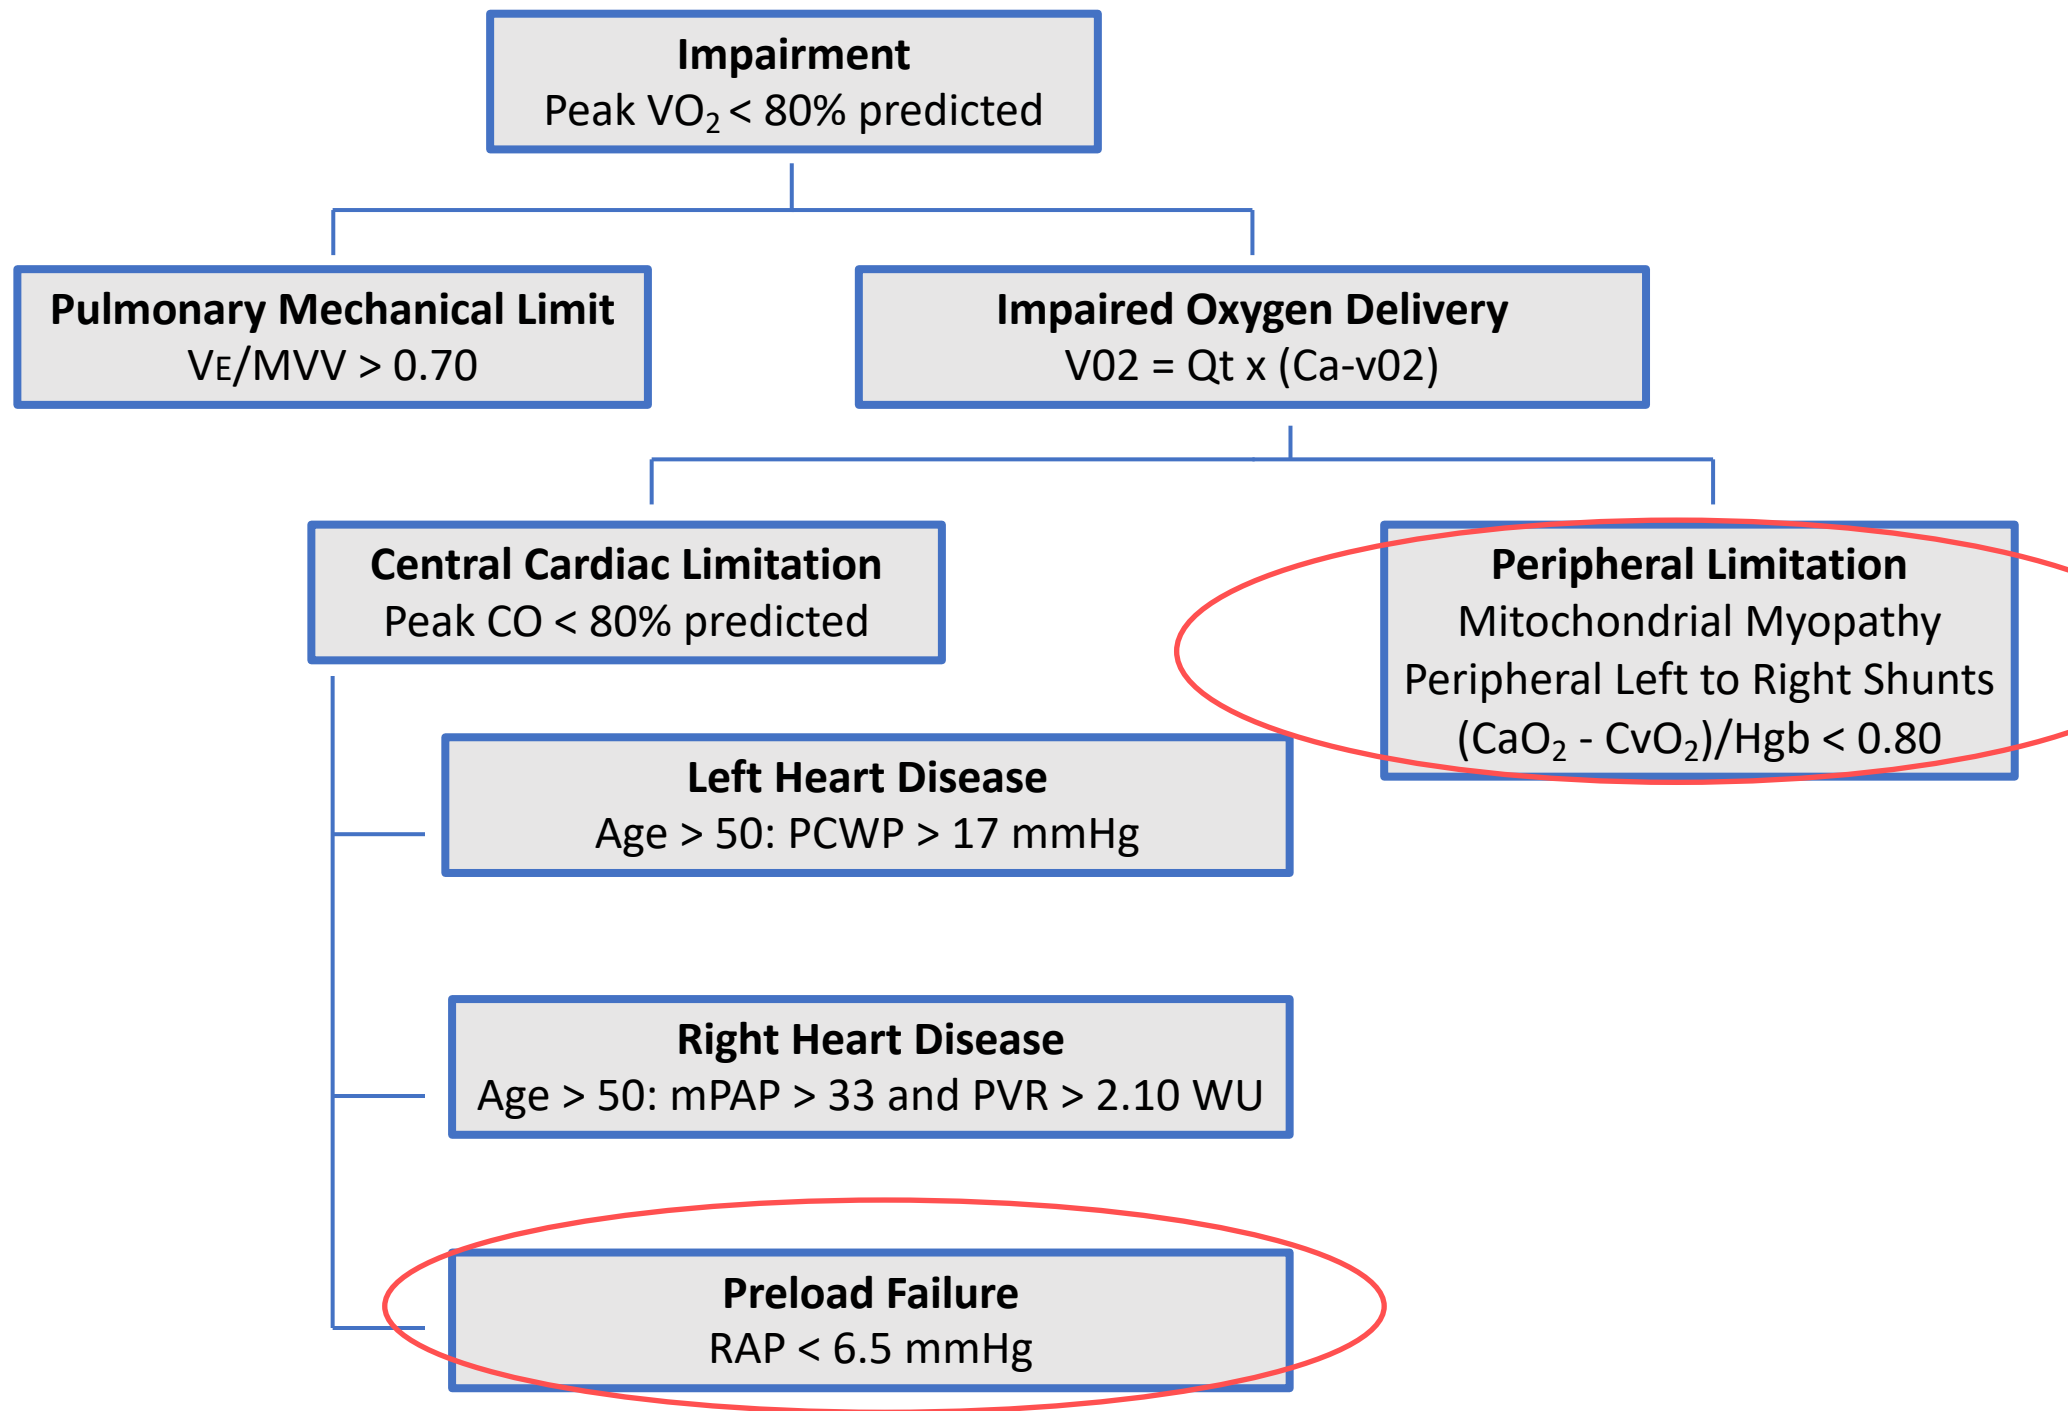 Impairment
Peak VO₂ < 80% predicted
Pulmonary Mechanical Limit
VE/MVV > 0.70
Impaired Oxygen Delivery
V02 = Qt x (Ca-v02)
Central Cardiac Limitation
Peak CO < 80% predicted
Peripheral Limitation
Mitochondrial Myopathy
Peripheral Left to Right Shunts
(CaO₂ - CvO₂)/Hgb < 0.80
Left Heart Disease
Age > 50: PCWP > 17 mmHg
Right Heart Disease
Age > 50: mPAP > 33 and PVR > 2.10 WU
Preload Failure
RAP < 6.5 mmHg